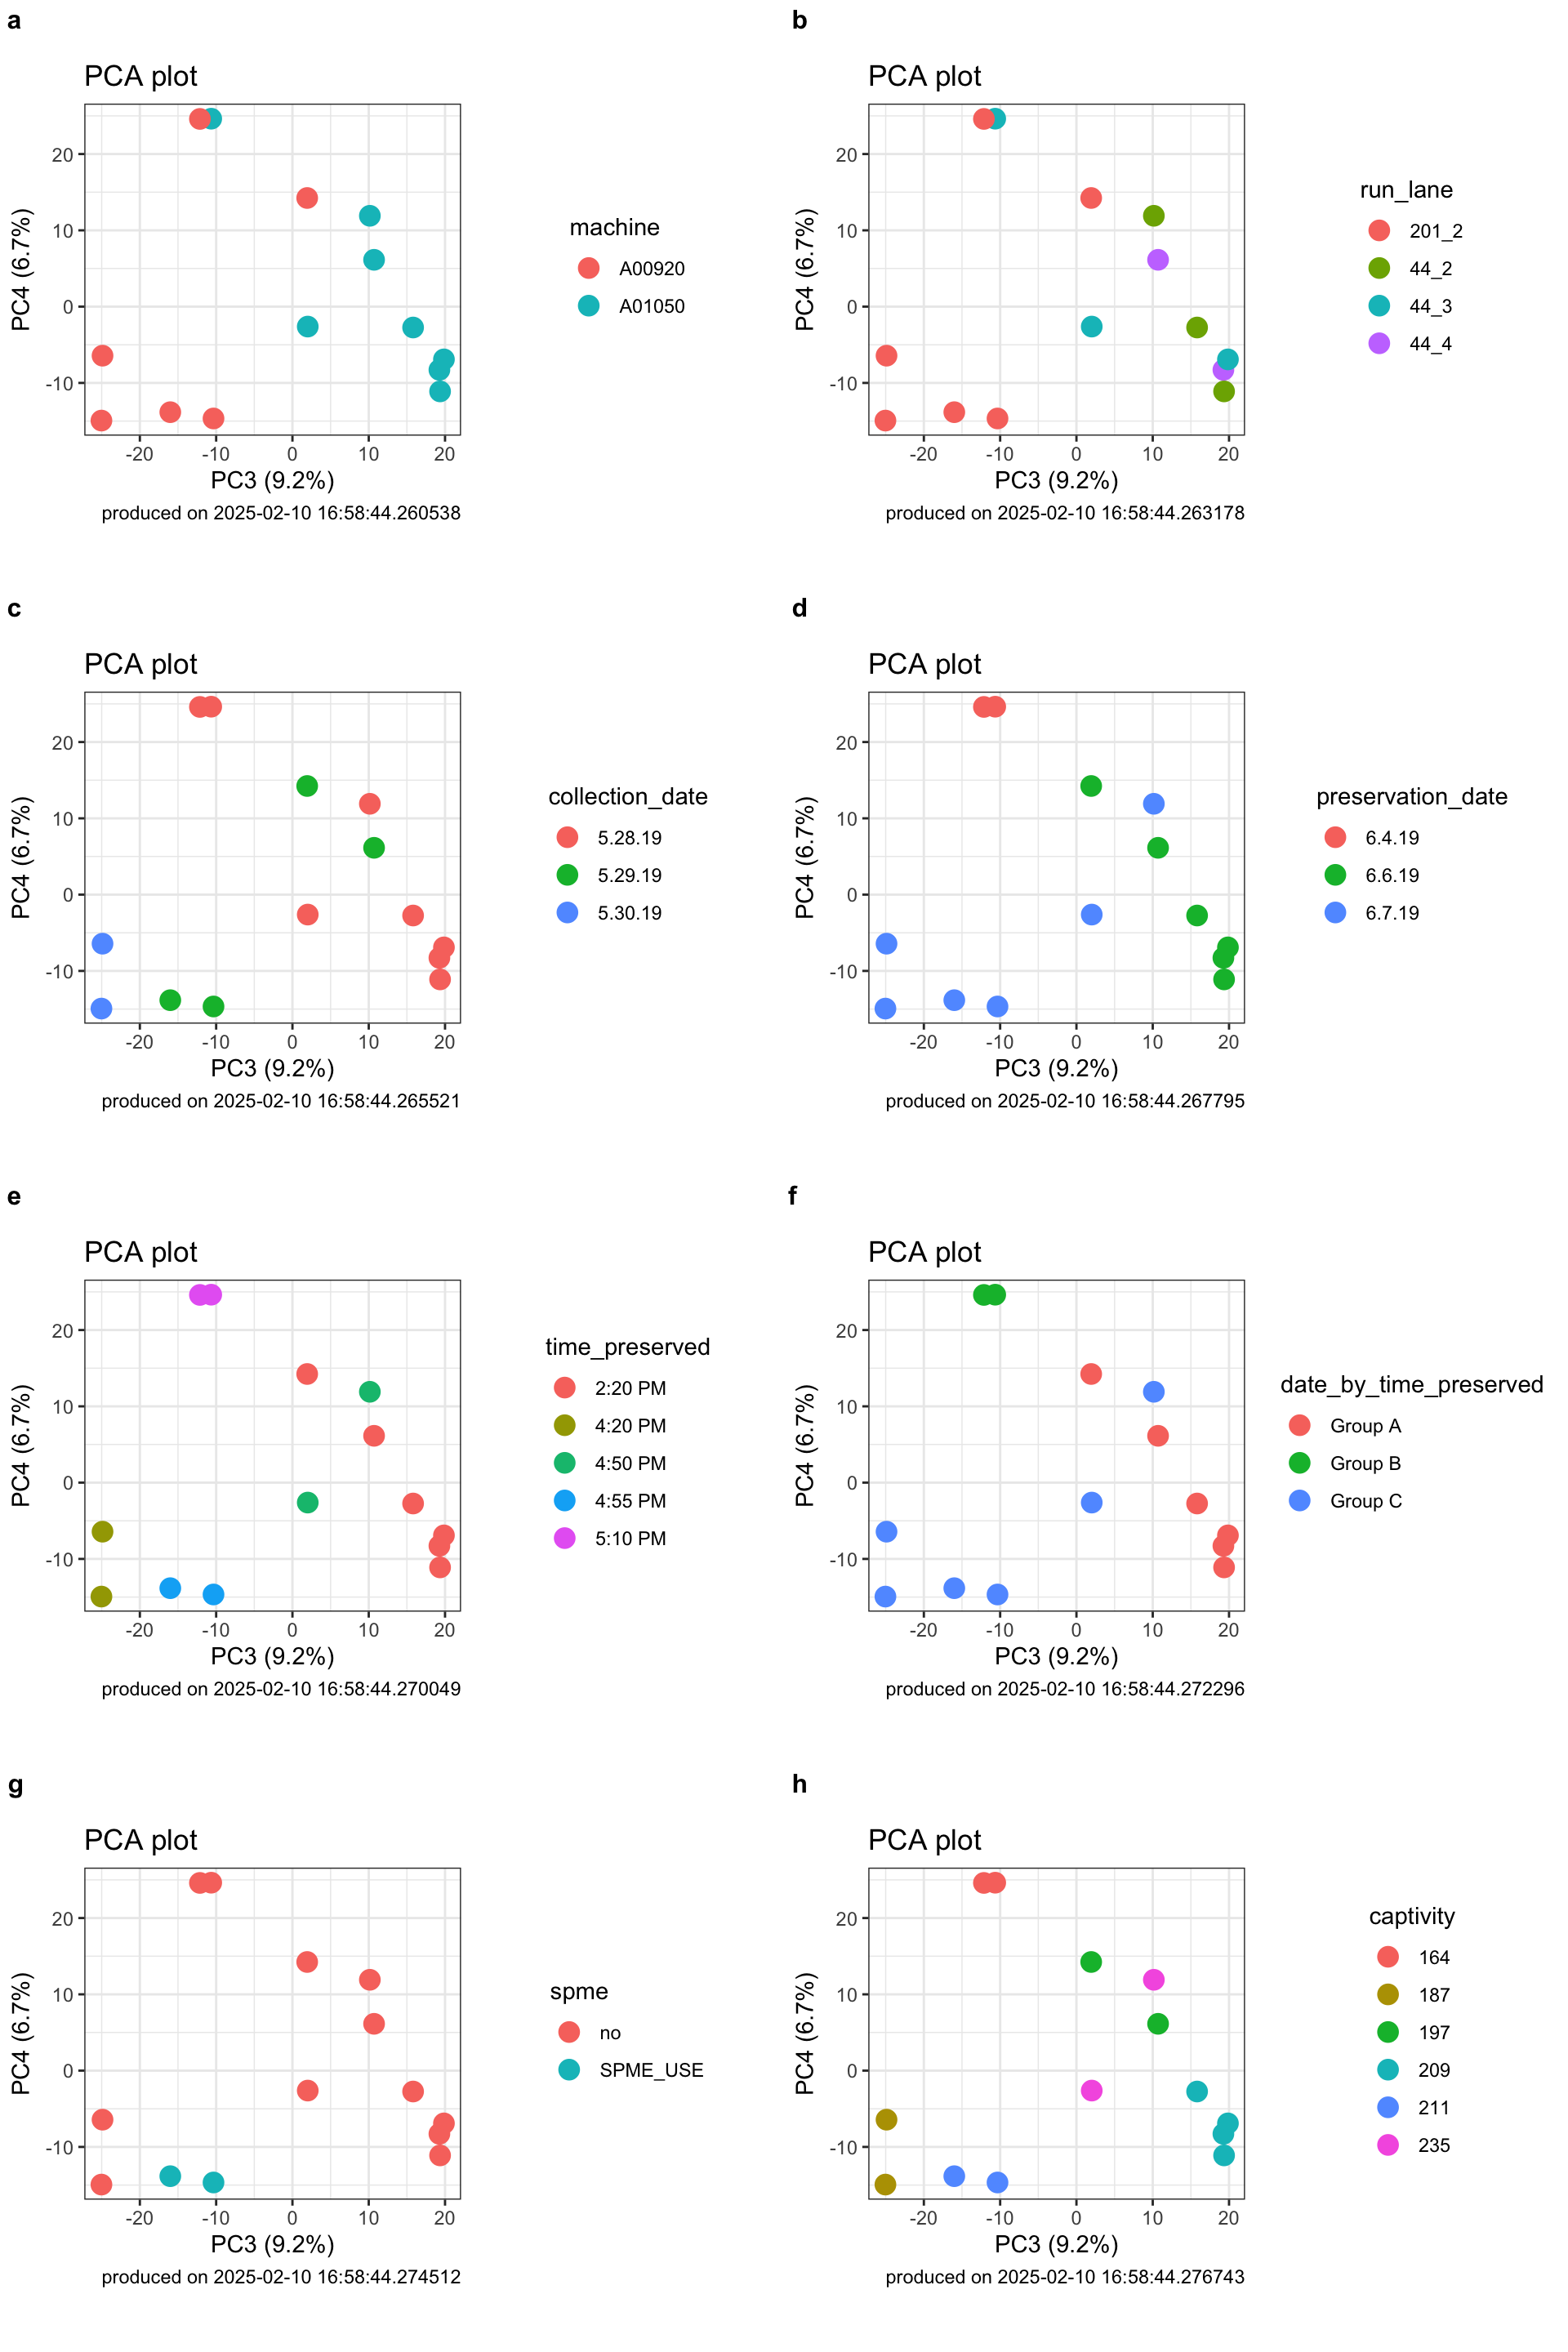 a
PCA plot
PC4 (6.7%)
20
10
0
-10
-20 -10 0 10 20
PC3 (9.2%)
produced on 2025-02-10 16:58:44.260538
machine
A00920
A01050
b
PCA plot
PC4 (6.7%)
20
10
0
-10
-20 -10 0 10 20
PC3 (9.2%)
produced on 2025-02-10 16:58:44.263178
run_lane
201_2
44_2
44_3
44_4
c
PCA plot
PC4 (6.7%)
20
10
0
-10
-20 -10 0 10 20
PC3 (9.2%)
produced on 2025-02-10 16:58:44.265521
collection_date
5.28.19
5.29.19
5.30.19
d
PCA plot
PC4 (6.7%)
20
10
0
-10
-20 -10 0 10 20
PC3 (9.2%)
produced on 2025-02-10 16:58:44.267795
preservation_date
6.4.19
6.6.19
6.7.19
e
PCA plot
PC4 (6.7%)
20
10
0
-10
-20 -10 0 10 20
PC3 (9.2%)
produced on 2025-02-10 16:58:44.270049
time_preserved
2:20 PM
4:20 PM
4:50 PM
4:55 PM
5:10 PM
f
PCA plot
PC4 (6.7%)
20
10
0
-10
-20 -10 0 10 20
PC3 (9.2%)
produced on 2025-02-10 16:58:44.272296
date_by_time_preserved
Group A
Group B
Group C
g
PCA plot
PC4 (6.7%)
20
10
0
-10
-20 -10 0 10 20
PC3 (9.2%)
produced on 2025-02-10 16:58:44.274512
spme
no
SPME_USE
h
PCA plot
PC4 (6.7%)
20
10
0
-10
-20 -10 0 10 20
PC3 (9.2%)
produced on 2025-02-10 16:58:44.276743
captivity
164
187
197
209
211
235